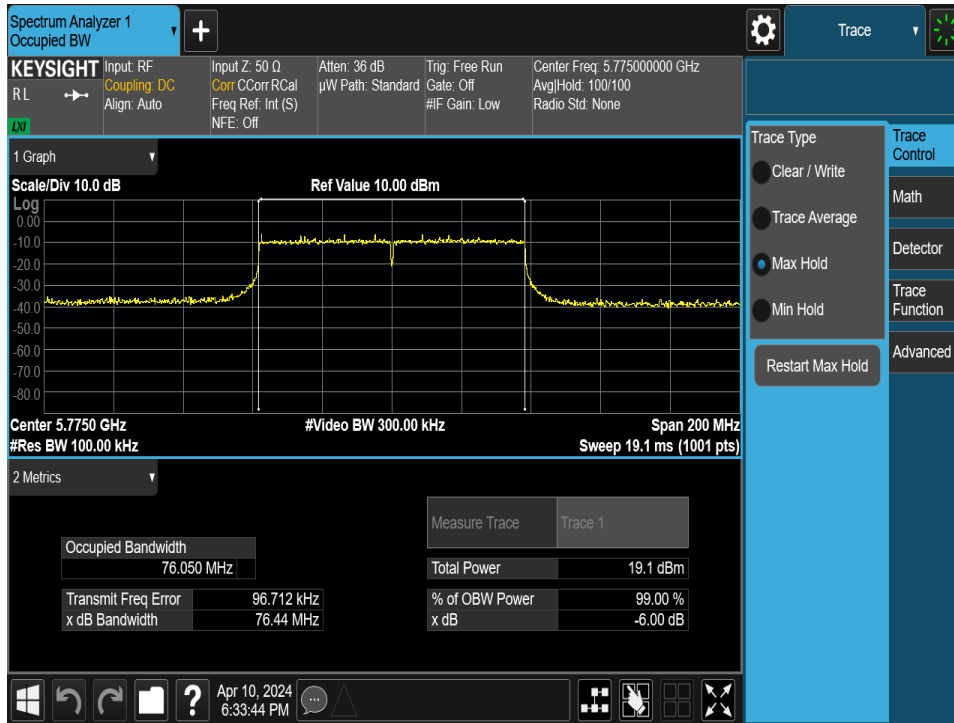 Spectrum Analyzer 1
Occupied BW
+
Trace
KEYSIGHT
R L
LXI
Input: RF
Coupling: DC
Align: Auto
Input Z: 50 Ω
Corr CCorr RCal
Freq Ref: Int (S)
NFE: Off
Atten: 36 dB
µW Path: Standard
Trig: Free Run
Gate: Off
#IF Gain: Low
Center Freq: 5.775000000 GHz
Avg|Hold: 100/100
Radio Std: None
1 Graph
Scale/Div 10.0 dB
Ref Value 10.00 dBm
Log
0.00
-10.0
-20.0
-30.0
-40.0
-50.0
-60.0
-70.0
-80.0
Center 5.7750 GHz
#Video BW 300.00 kHz
Span 200 MHz
#Res BW 100.00 kHz
Sweep 19.1 ms (1001 pts)
2 Metrics
Measure Trace
Trace 1
Occupied Bandwidth
76.050 MHz
Total Power
19.1 dBm
Transmit Freq Error
96.712 kHz
% of OBW Power
99.00 %
x dB Bandwidth
76.44 MHz
x dB
-6.00 dB
Trace Type
Clear / Write
Trace Average
Max Hold
Min Hold
Restart Max Hold
Trace
Control
Math
Detector
Trace
Function
Advanced
?
Apr 10, 2024
6:33:44 PM